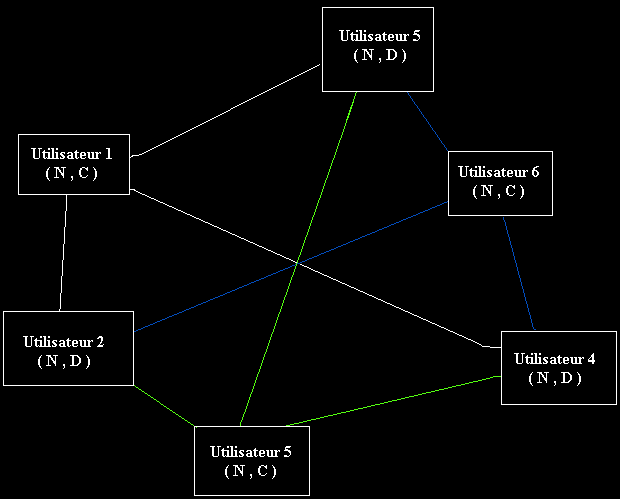 Utilisateur 5
( N , D )
Utilisateur 1
( N , C )
Utilisateur 6
( N , C )
Utilisateur 2
( N , D )
Utilisateur 4
( N , D )
Utilisateur 5
( N , C )